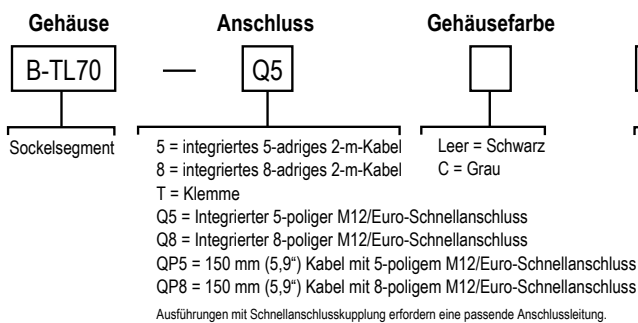 Gehäuse Anschluss Gehäusefarbe
B-TL70 — Q5
Sockelsegment
5 = integriertes 5-adriges 2-m-Kabel
8 = integriertes 8-adriges 2-m-Kabel
T = Klemme
Q5 = Integrierter 5-poliger M12/Euro-Schnellanschluss
Q8 = Integrierter 8-poliger M12/Euro-Schnellanschluss
QP5 = 150 mm (5,9“) Kabel mit 5-poligem M12/Euro-Schnellanschluss
QP8 = 150 mm (5,9“) Kabel mit 8-poligem M12/Euro-Schnellanschluss
Ausführungen mit Schnellanschlusskupplung erfordern eine passende Anschlussleitung.
Leer = Schwarz
C = Grau